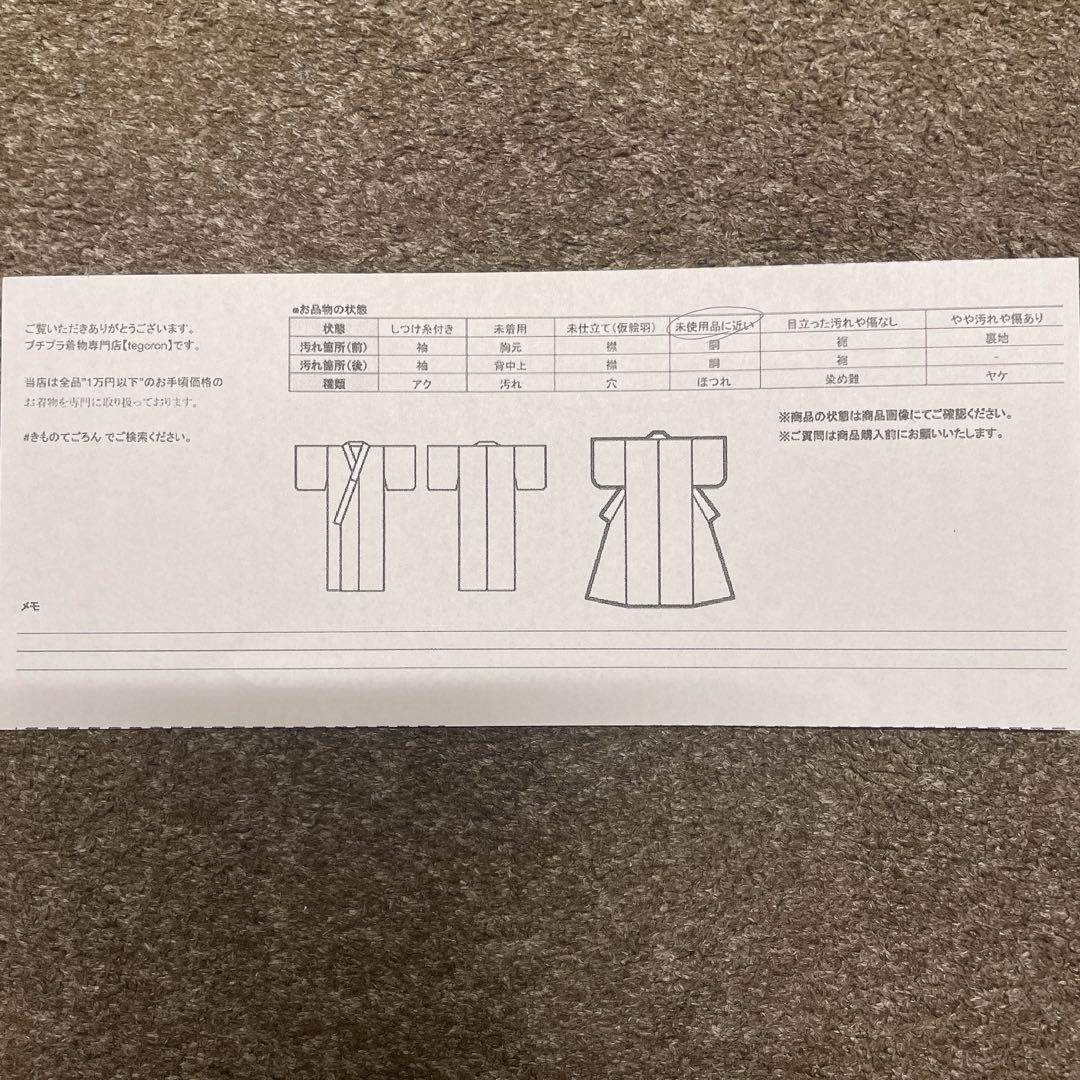 ご覧いただきありがとうございます。
プチプラ着物専門店【tegoron】です。
当店は全品"1万円以下"のお手頃価格の
お着物を専門に取り扱っております。
#きものてごろん でご検索ください。
∞お品物の状態
状態 しつけ糸付き 未着用 未仕立て(仮絵羽) 未使用品に近い 目立った汚れや傷なし やや汚れや傷あり
汚れ箇所(前) 袖 胸元 襟 胴 裾 裏地
汚れ箇所(後) 袖 背中上 襟 胴 裾 -
種類 アク 汚れ 穴 ほつれ 染め難 ヤケ
※商品の状態は商品画像にてご確認ください。
※ご質問は商品購入前にお願いいたします。
メモ